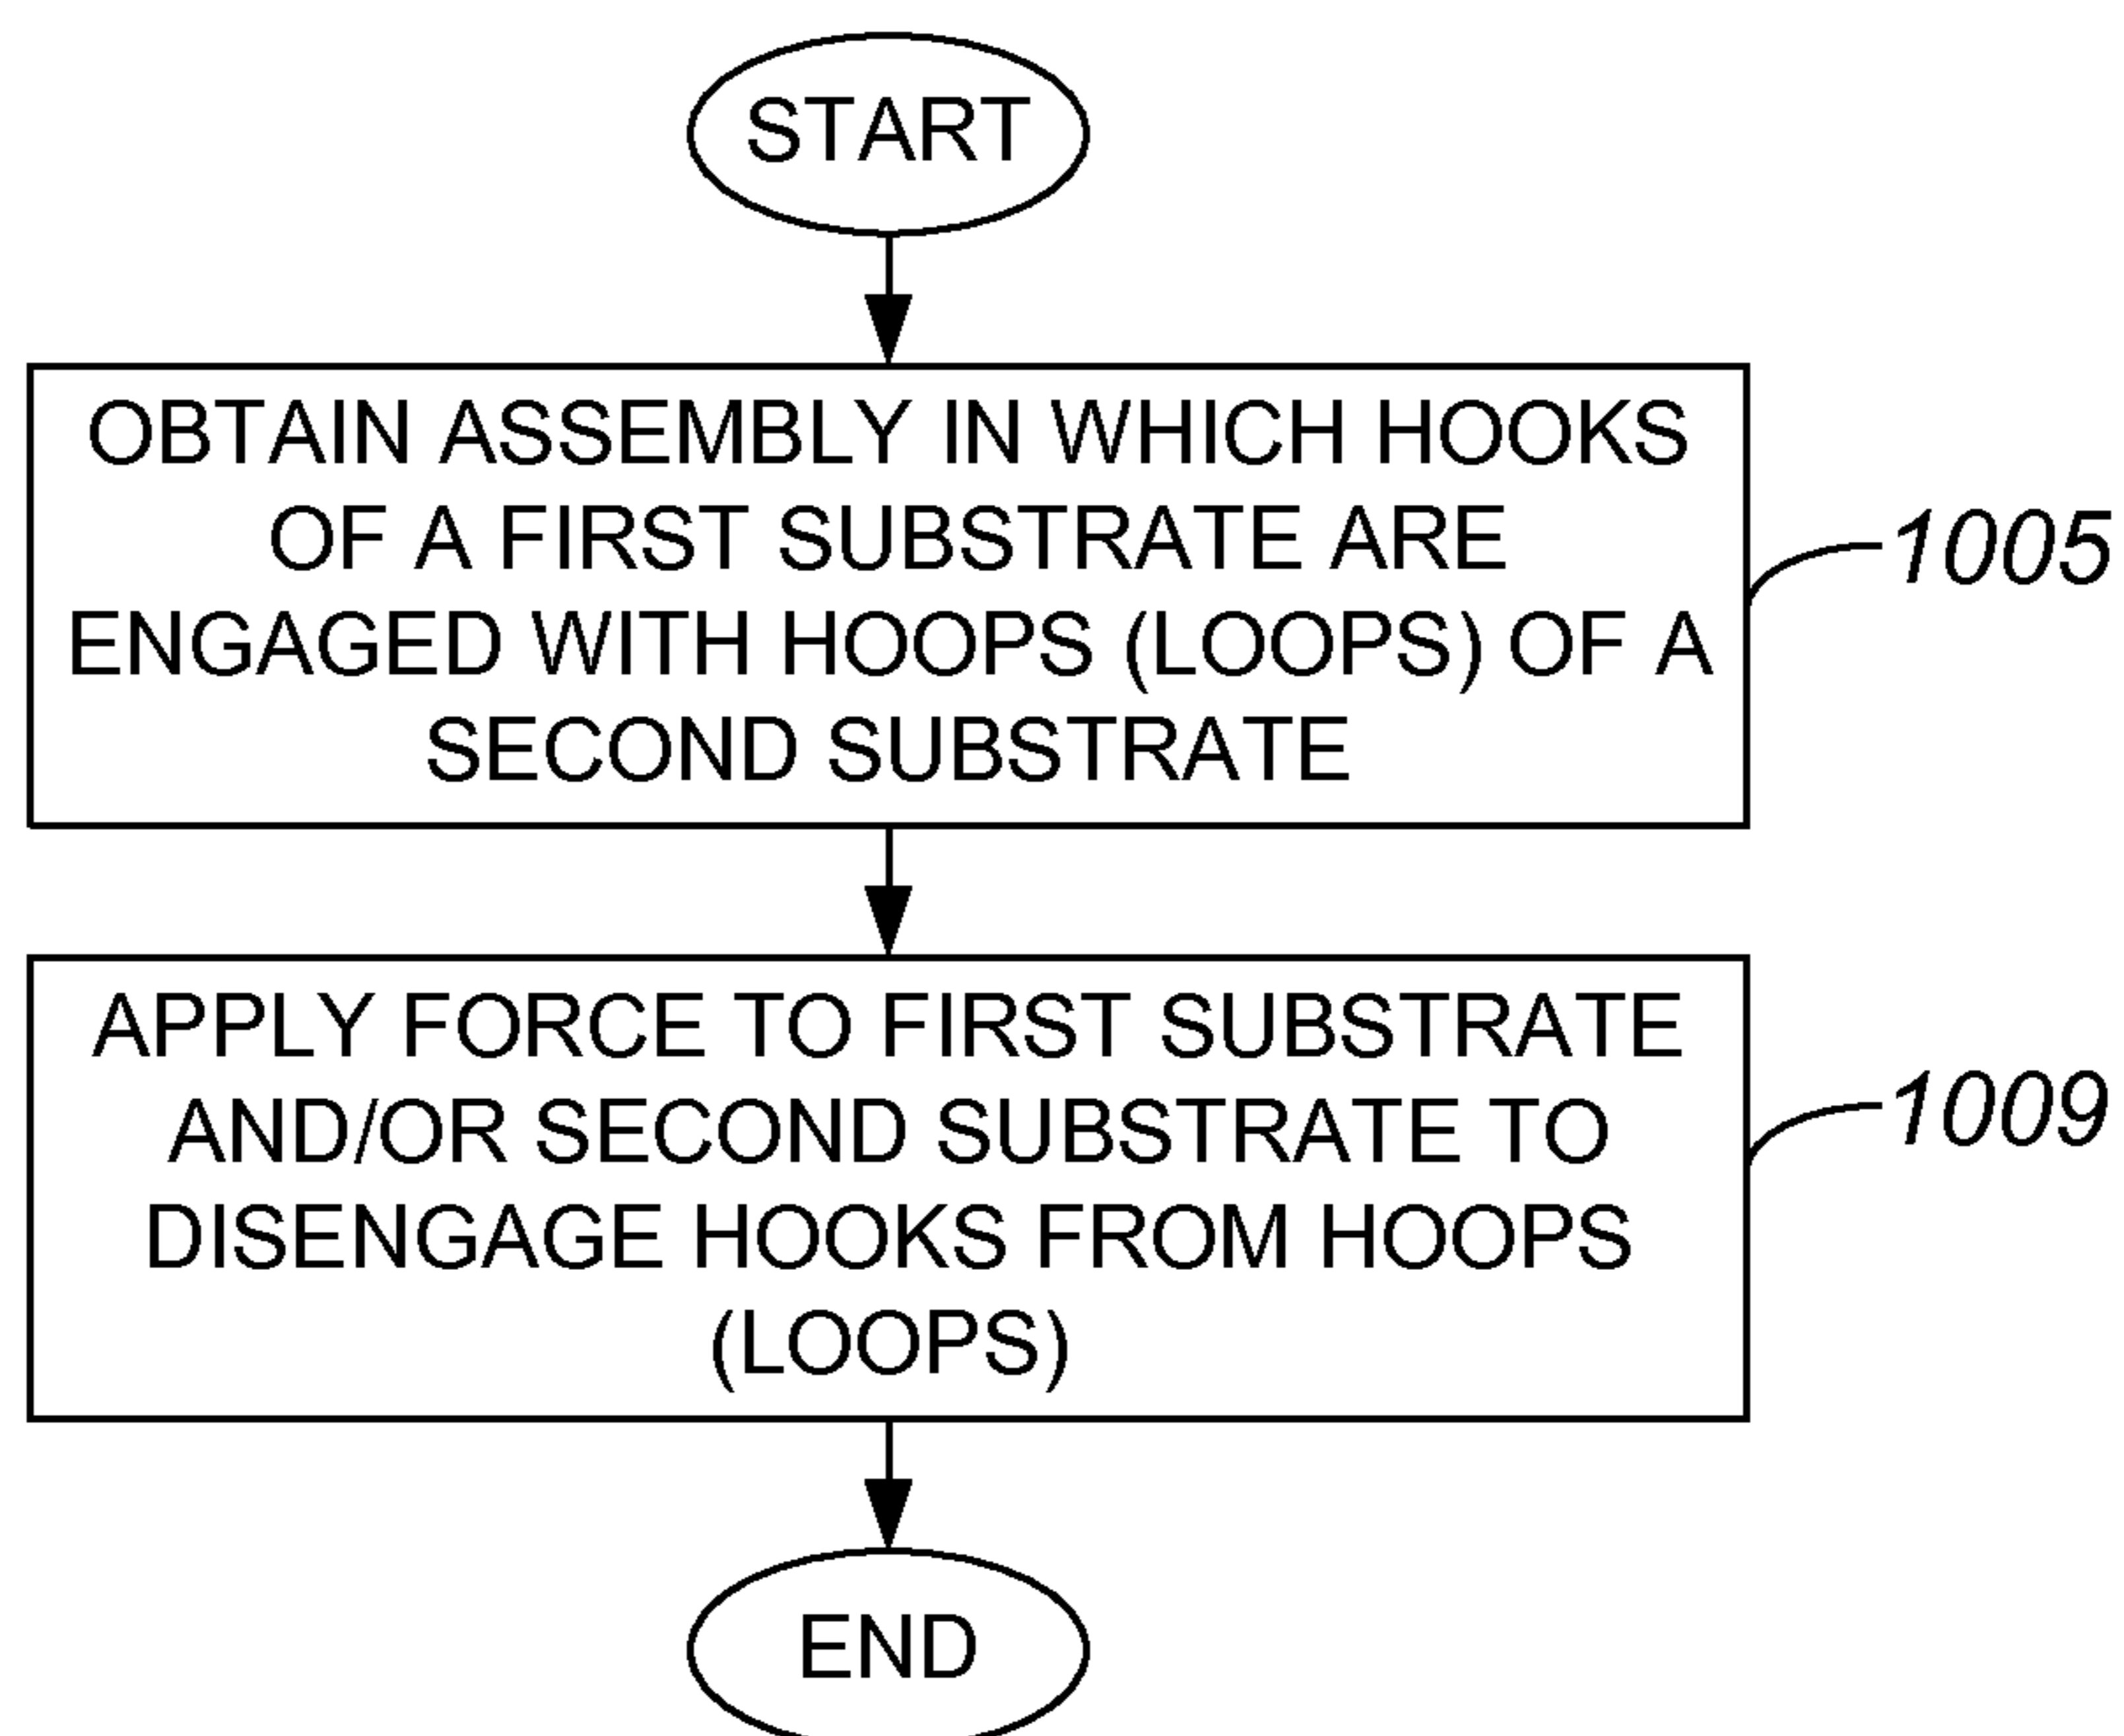 START
OBTAIN ASSEMBLY IN WHICH HOOKS
OF A FIRST SUBSTRATE ARE
ENGAGED WITH HOOPS (LOOPS) OF A
SECOND SUBSTRATE
1005
APPLY FORCE TO FIRST SUBSTRATE
AND/OR SECOND SUBSTRATE TO
DISENGAGE HOOKS FROM HOOPS
(LOOPS)
1009
END